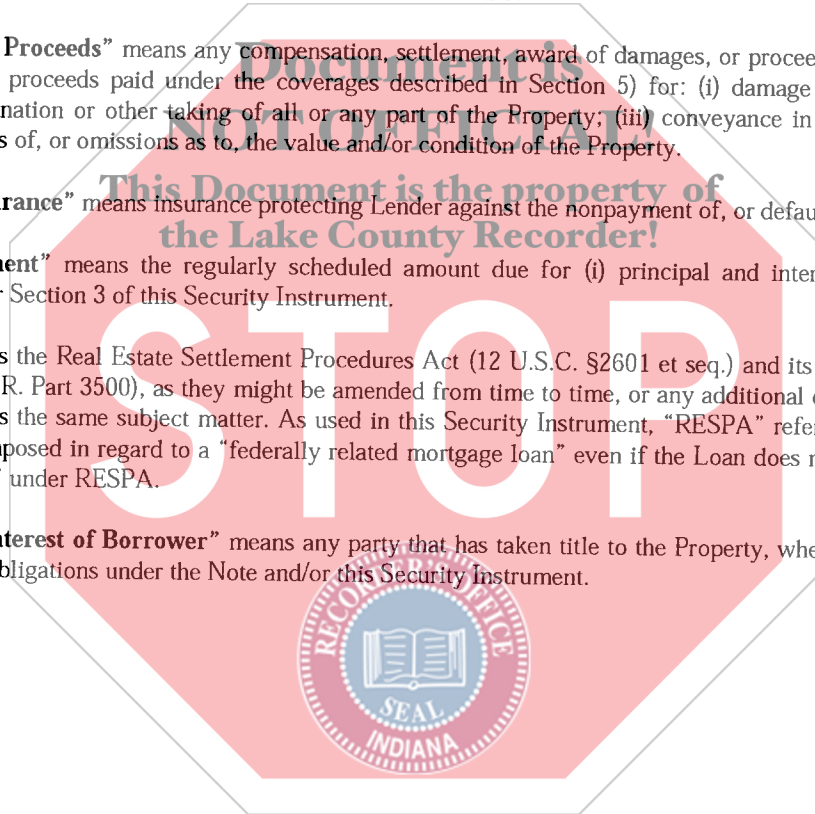 Proceeds” means any compensation, settlement, award of damages, or procee
proceeds paid under the coverages described in Section 5) for: (i) damage
nation or other taking of all or any part of the Property; (iii) conveyance in
s of, or omissions as to, the value and/or condition of the Property.
rance” means insurance protecting Lender against the nonpayment of, or defau
ent” means the regularly scheduled amount due for (i) principal and inter
r Section 3 of this Security Instrument.
s the Real Estate Settlement Procedures Act (12 U.S.C. §2601 et seq.) and its
R. Part 3500), as they might be amended from time to time, or any additional
s the same subject matter. As used in this Security Instrument, “RESPA” refe
posed in regard to a “federally related mortgage loan” even if the Loan does
under RESPA.
terest of Borrower” means any party that has taken title to the Property, whe
bligations under the Note and/or this Security Instrument.
Document is
NOT OFFICIAL!
This Document is the property of
the Lake County Recorder!
STOP
RECORDER'S OFFICE
SEAL
INDIANA